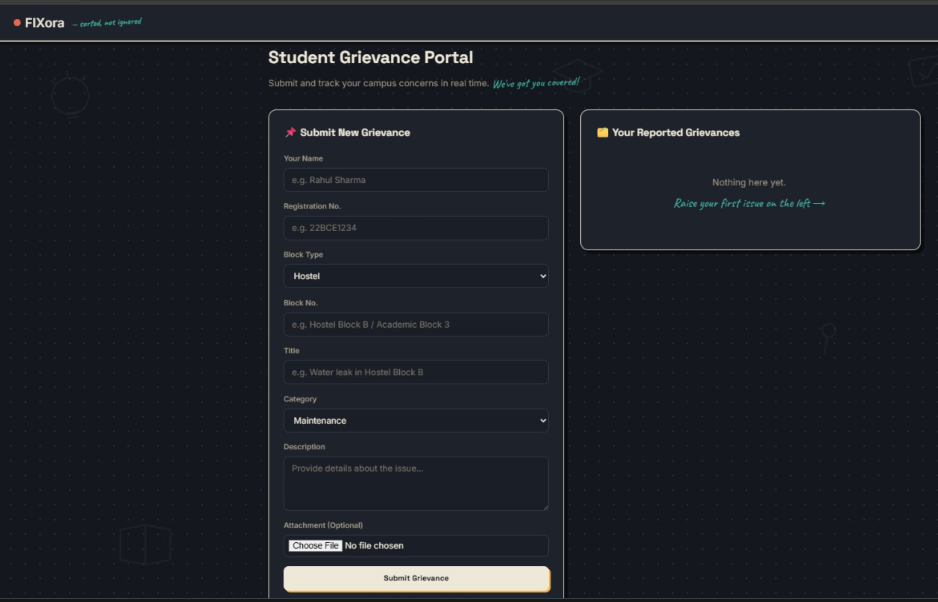 FIXora – sorted, not ignored
Student Grievance Portal
Submit and track your campus concerns in real time. We've got you covered!
📌 Submit New Grievance
Your Name
e.g. Rahul Sharma
Registration No.
e.g. 22BCE1234
Block Type
Hostel
Block No.
e.g. Hostel Block B / Academic Block 3
Title
e.g. Water leak in Hostel Block B
Category
Maintenance
Description
Provide details about the issue...
Attachment (Optional)
Choose File No file chosen
Submit Grievance
🗂️ Your Reported Grievances
Nothing here yet.
Raise your first issue on the left →